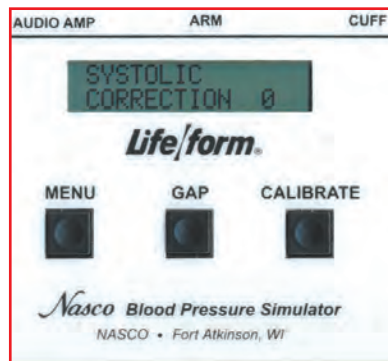 AUDIO AMP ARM CUFF
SYSTOLIC
CORRECTION 0
Life/form®
MENU GAP CALIBRATE
Nasco Blood Pressure Simulator
NASCO • Fort Atkinson, WI